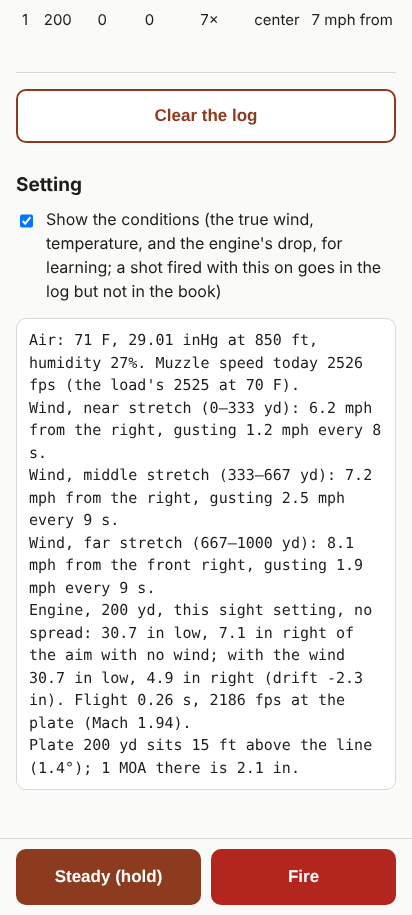 1 200 0 0 7× center 7 mph from
Clear the log
Setting
Show the conditions (the true wind,
temperature, and the engine's drop, for
learning; a shot fired with this on goes in the
log but not in the book)
Air: 71 F, 29.01 inHg at 850 ft,
humidity 27%. Muzzle speed today 2526
fps (the load's 2525 at 70 F).
Wind, near stretch (0–333 yd): 6.2 mph
from the right, gusting 1.2 mph every 8
s.
Wind, middle stretch (333–667 yd): 7.2
mph from the right, gusting 2.5 mph
every 9 s.
Wind, far stretch (667–1000 yd): 8.1
mph from the front right, gusting 1.9
mph every 9 s.
Engine, 200 yd, this sight setting, no
spread: 30.7 in low, 7.1 in right of
the aim with no wind; with the wind
30.7 in low, 4.9 in right (drift -2.3
in). Flight 0.26 s, 2186 fps at the
plate (Mach 1.94).
Plate 200 yd sits 15 ft above the line
(1.4°); 1 MOA there is 2.1 in.
Steady (hold)
Fire